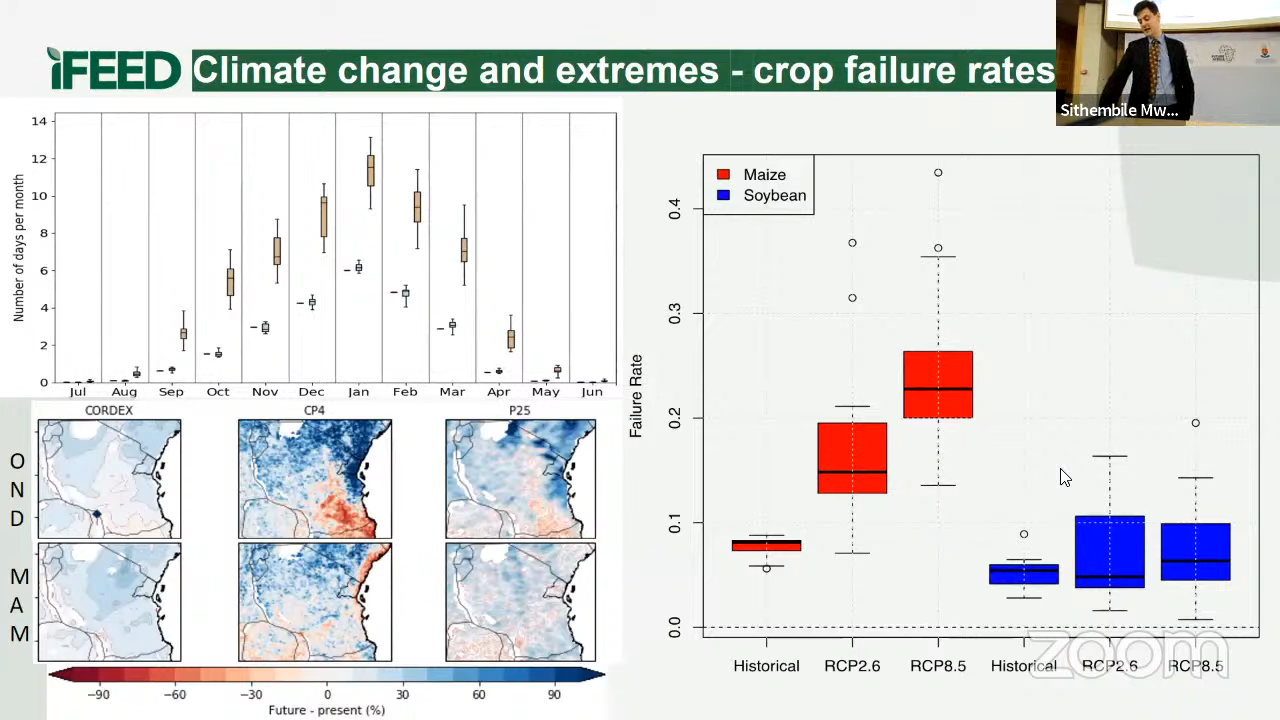 iFEED
Climate change and extremes - crop failure rates
Sithembile Mw...
Number of days per month
14
12
10
8
6
4
2
0
Jul Aug Sep Oct Nov Dec Jan Feb Mar Apr May Jun
CORDEX CP4 P25
O
N
D
M
A
M
−90 −60 −30 0 30 60 90
Future - present (%)
Maize
Soybean
Failure Rate
0.4
0.3
0.2
0.1
0.0
Historical RCP2.6 RCP8.5 Historical RCP2.6 RCP8.5
zoom